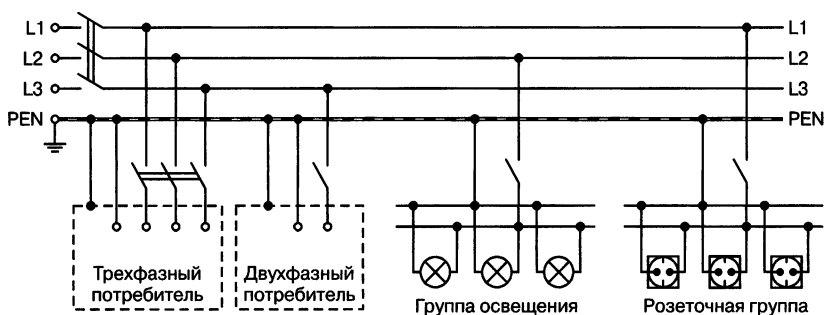 L1 L1
L2 L2
L3 L3
PEN PEN
Трехфазный
потребитель
Двухфазный
потребитель
Группа освещения
Розеточная группа